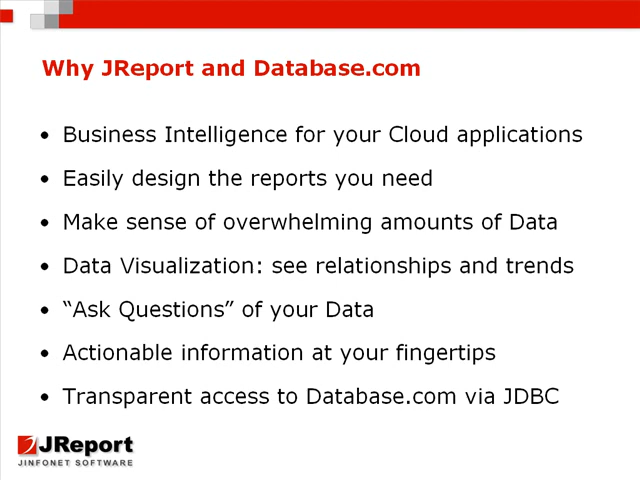 Why JReport and Database.com
• Business Intelligence for your Cloud applications
• Easily design the reports you need
• Make sense of overwhelming amounts of Data
• Data Visualization: see relationships and trends
• “Ask Questions” of your Data
• Actionable information at your fingertips
• Transparent access to Database.com via JDBC
JReport
JINFONET SOFTWARE